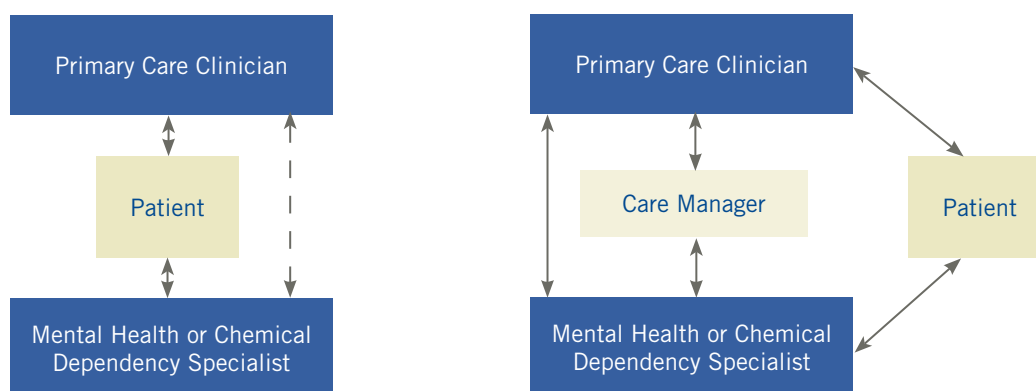 Primary Care Clinician
Patient
Mental Health or Chemical
Dependency Specialist
Primary Care Clinician
Care Manager
Patient
Mental Health or Chemical
Dependency Specialist